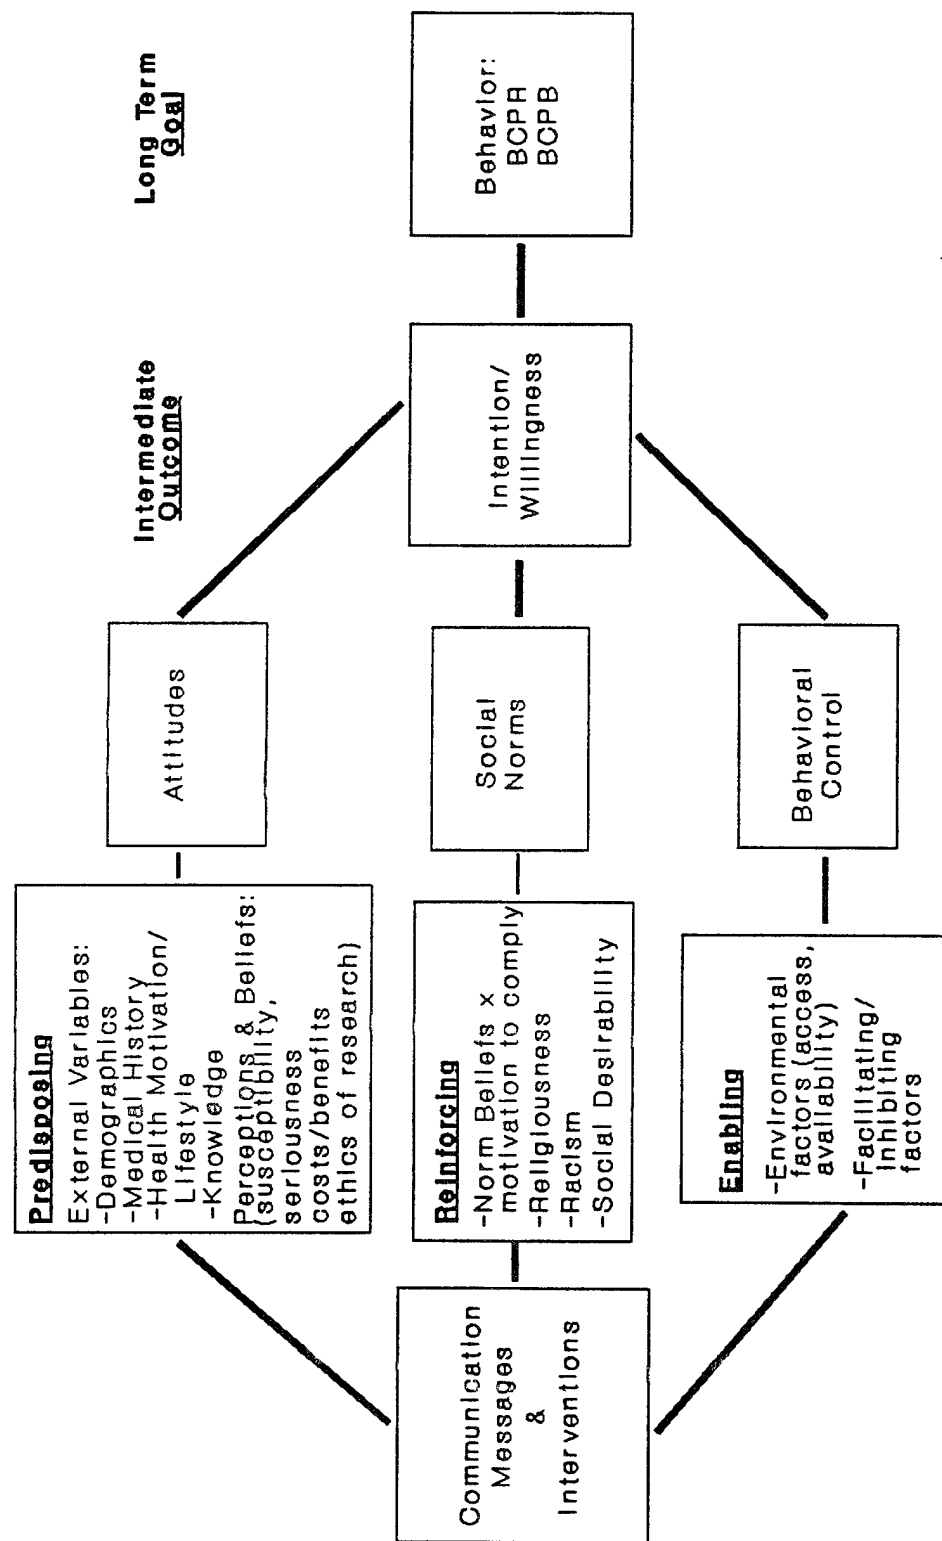 Intermediate
Outcome
Long Term
Goal
Predisposing
External Variables:
-Demographics
-Medical History
-Health Motivation/
Lifestyle
-Knowledge
Perceptions & Beliefs:
(susceptibility,
seriousness
costs/benefits
ethics of research)
Attitudes
Communication
Messages
&
Interventions
Reinforcing
-Norm Beliefs x
motivation to comply
-Religiousness
-Racism
-Social Desirability
Social
Norms
Intention/
Willingness
Behavior:
BCPR
BCPB
Enabling
-Environmental
factors (access,
availability)
-Facilitating/
Inhibiting
factors
Behavioral
Control